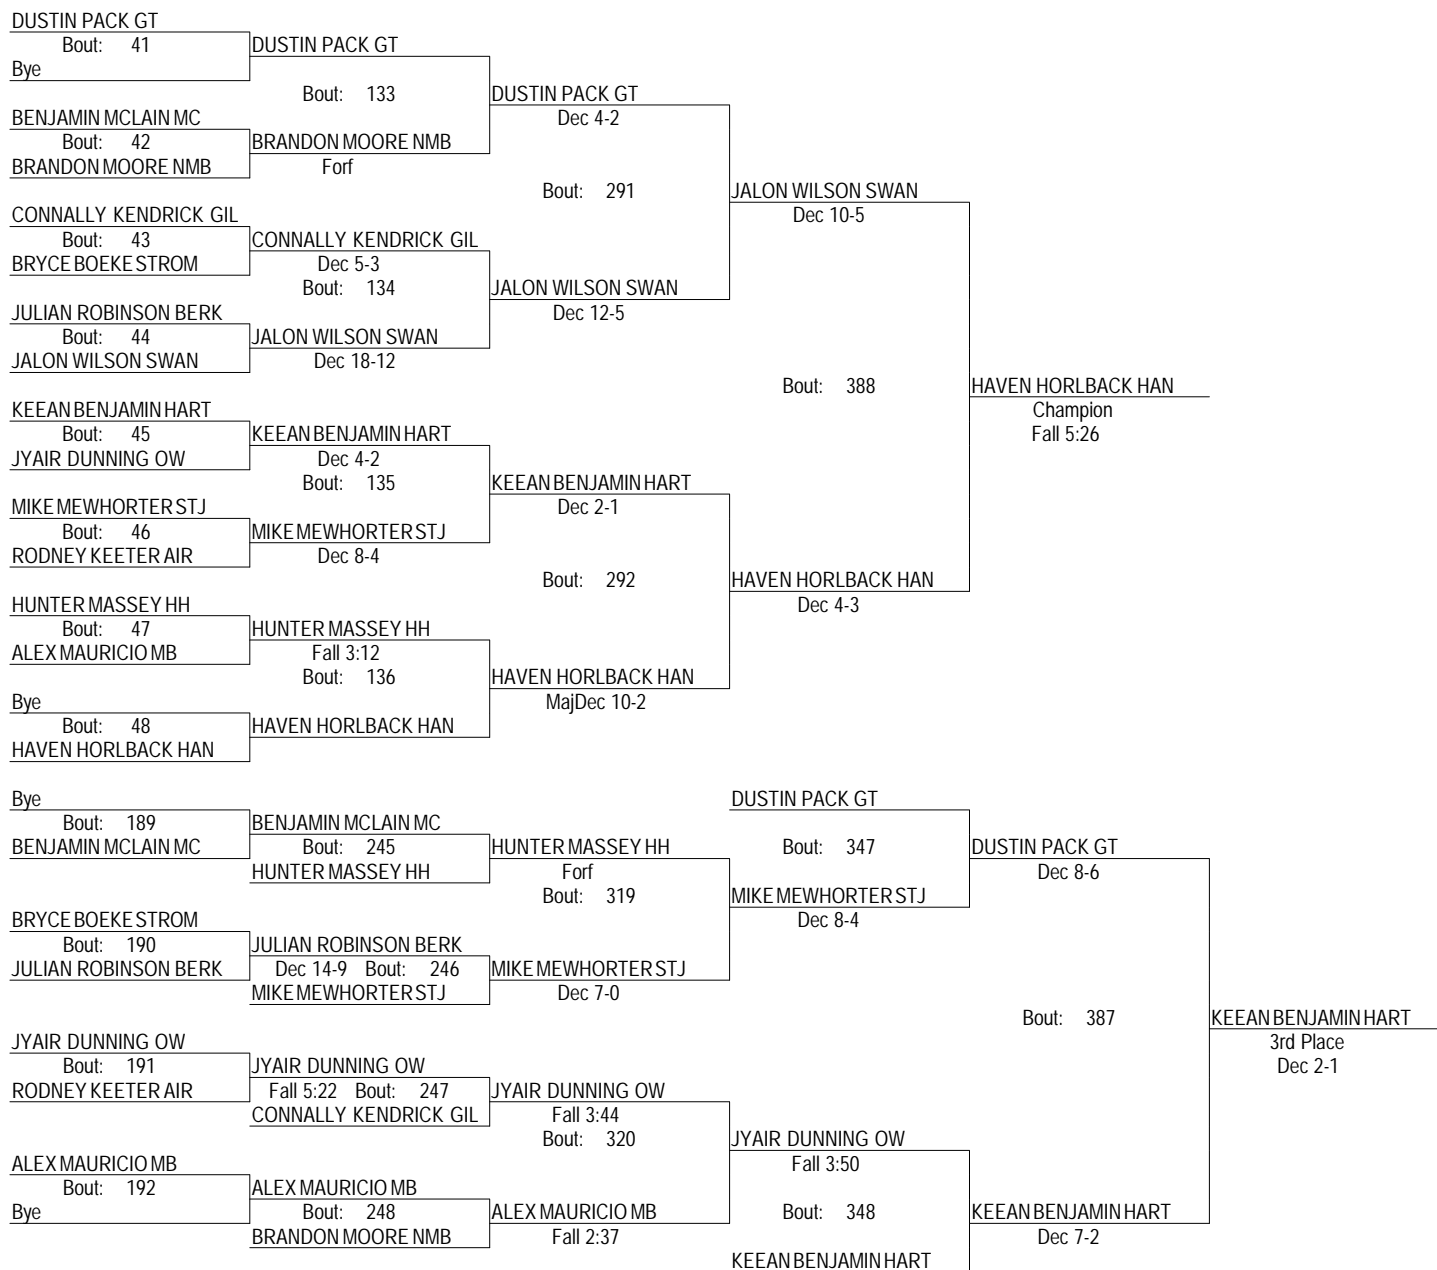 DUSTIN PACK GT
Bout: 41
DUSTIN PACK GT
Bye
Bout: 133
DUSTIN PACK GT
BENJAMIN MCLAIN MC
Dec 4-2
Bout: 42
BRANDON MOORE NMB
BRANDON MOORE NMB
Forf
Bout: 291
JALON WILSON SWAN
CONNALLY KENDRICK GIL
Dec 10-5
Bout: 43
CONNALLY KENDRICK GIL
BRYCE BOEKE STROM
Dec 5-3
Bout: 134
JALON WILSON SWAN
JULIAN ROBINSON BERK
Dec 12-5
Bout: 44
JALON WILSON SWAN
JALON WILSON SWAN
Dec 18-12
Bout: 388
HAVEN HORLBACK HAN
KEEAN BENJAMIN HART
Champion
Bout: 45
KEEAN BENJAMIN HART
Fall 5:26
JYAIR DUNNING OW
Dec 4-2
Bout: 135
KEEAN BENJAMIN HART
MIKE MEWHORTER STJ
Dec 2-1
Bout: 46
MIKE MEWHORTER STJ
RODNEY KEETER AIR
Dec 8-4
Bout: 292
HAVEN HORLBACK HAN
HUNTER MASSEY HH
Dec 4-3
Bout: 47
HUNTER MASSEY HH
ALEX MAURICIO MB
Fall 3:12
Bout: 136
HAVEN HORLBACK HAN
Bye
MajDec 10-2
Bout: 48
HAVEN HORLBACK HAN
HAVEN HORLBACK HAN
Bye
DUSTIN PACK GT
Bout: 189
BENJAMIN MCLAIN MC
BENJAMIN MCLAIN MC
Bout: 245
HUNTER MASSEY HH
Bout: 347
DUSTIN PACK GT
HUNTER MASSEY HH
Forf
Dec 8-6
Bout: 319
MIKE MEWHORTER STJ
BRYCE BOEKE STROM
Dec 8-4
Bout: 190
JULIAN ROBINSON BERK
JULIAN ROBINSON BERK
Dec 14-9 Bout: 246
MIKE MEWHORTER STJ
MIKE MEWHORTER STJ
Dec 7-0
Bout: 387
KEEAN BENJAMIN HART
JYAIR DUNNING OW
3rd Place
Bout: 191
JYAIR DUNNING OW
Dec 2-1
RODNEY KEETER AIR
Fall 5:22 Bout: 247
JYAIR DUNNING OW
CONNALLY KENDRICK GIL
Fall 3:44
Bout: 320
JYAIR DUNNING OW
ALEX MAURICIO MB
Fall 3:50
Bout: 192
ALEX MAURICIO MB
Bye
Bout: 248
ALEX MAURICIO MB
Bout: 348
KEEAN BENJAMIN HART
BRANDON MOORE NMB
Fall 2:37
Dec 7-2
KEEAN BENJAMIN HART